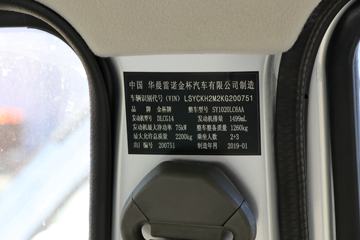 中国 华晨雷诺金杯汽车有限公司制造
车辆识别代号(VIN) LSYCKH2M2KG200751
品 牌 金杯牌 整车型号 SY1020LC6AA
发动机型号 DLCG14 发动机排量 1499mL
发动机最大净功率 75kW 整车整备质量 1260kg
最大允许总质量 2200kg 乘坐人数 2+3
出厂编号 200751 制造年月 2019-01